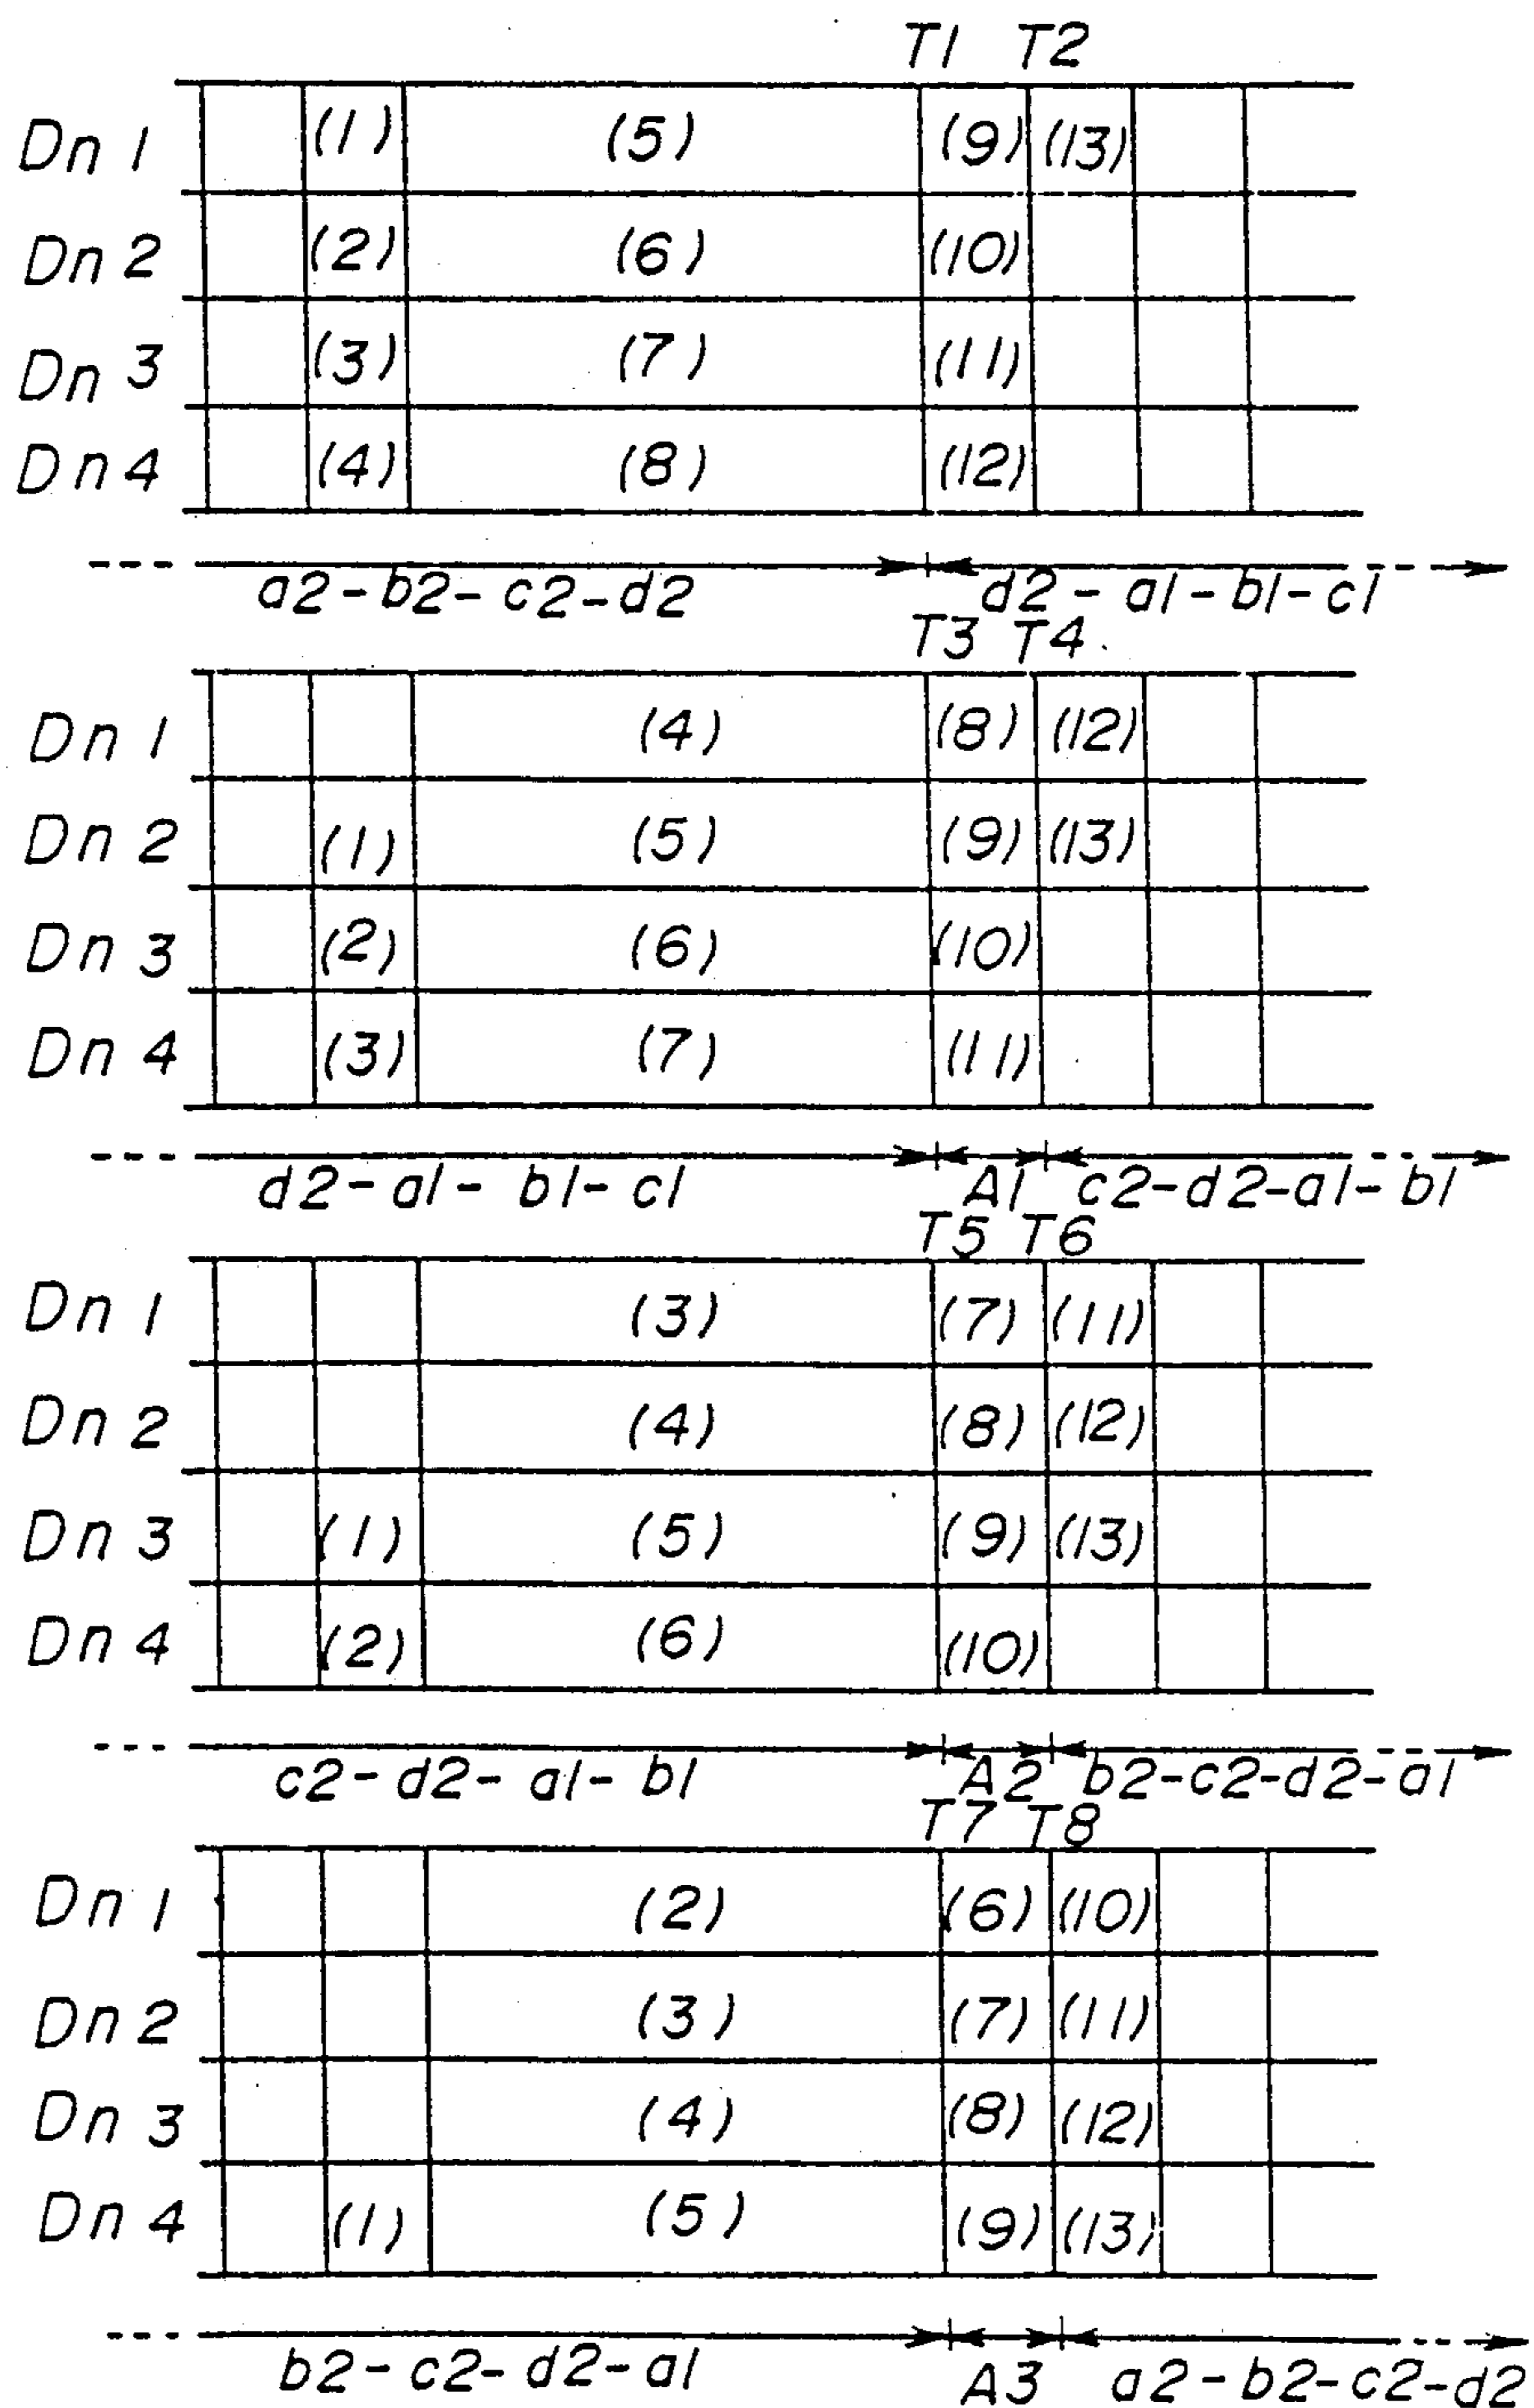 T1 T2
Dn 1 (1) (5) (9) (13)
Dn 2 (2) (6) (10)
Dn 3 (3) (7) (11)
Dn 4 (4) (8) (12)
a2-b2-c2-d2 d2-a1-b1-c1
T3 T4
Dn 1 (4) (8) (12)
Dn 2 (1) (5) (9) (13)
Dn 3 (2) (6) (10)
Dn 4 (3) (7) (11)
d2-a1-b1-c1 A1 c2-d2-a1-b1
T5 T6
Dn 1 (3) (7) (11)
Dn 2 (4) (8) (12)
Dn 3 (1) (5) (9) (13)
Dn 4 (2) (6) (10)
c2-d2-a1-b1 A2 b2-c2-d2-a1
T7 T8
Dn 1 (2) (6) (10)
Dn 2 (3) (7) (11)
Dn 3 (4) (8) (12)
Dn 4 (1) (5) (9) (13)
b2-c2-d2-a1 A3 a2-b2-c2-d2